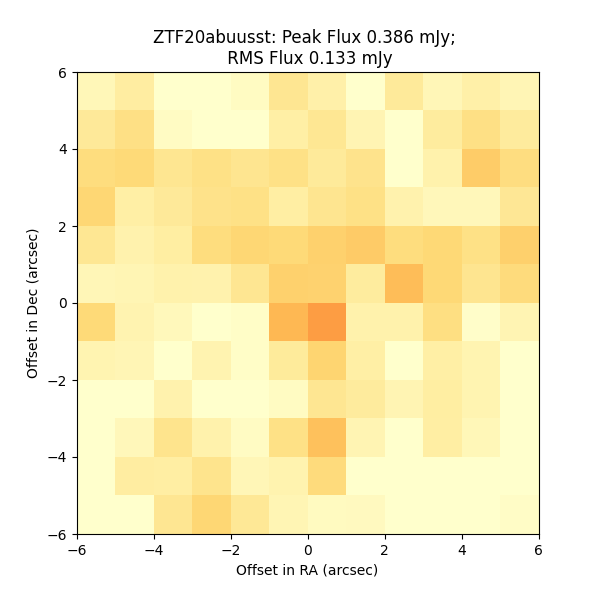 ZTF20abuusst: Peak Flux 0.386 mJy;
RMS Flux 0.133 mJy
6
4
2
0
−2
−4
−6
Offset in Dec (arcsec)
−6 −4 −2 0 2 4 6
Offset in RA (arcsec)